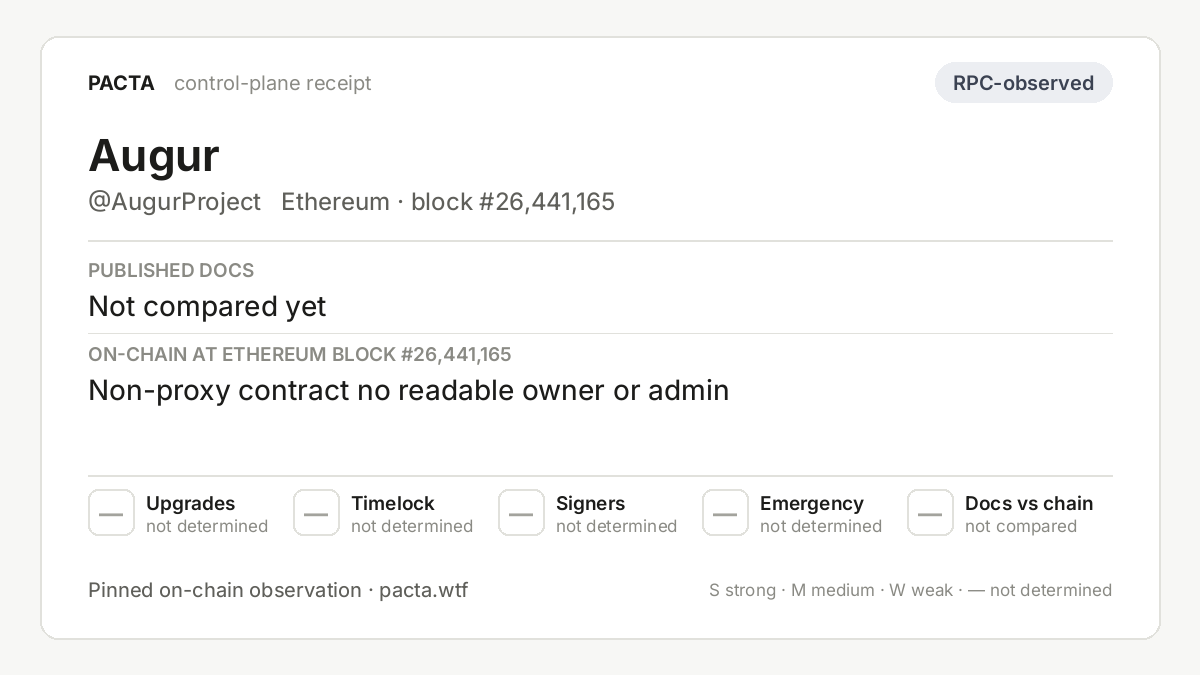 PACTA control-plane receipt
RPC-observed
Augur
@AugurProject Ethereum · block #26,441,165
PUBLISHED DOCS
Not compared yet
ON-CHAIN AT ETHEREUM BLOCK #26,441,165
Non-proxy contract no readable owner or admin
— Upgrades
not determined
— Timelock
not determined
— Signers
not determined
— Emergency
not determined
— Docs vs chain
not compared
Pinned on-chain observation · pacta.wtf
S strong · M medium · W weak · — not determined